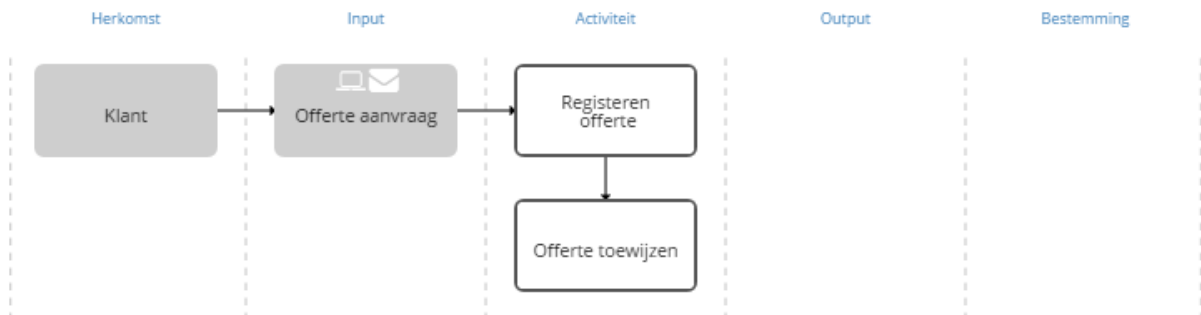 Herkomst
Input
Activiteit
Output
Bestemming
Klant
Offerte aanvraag
Registeren
offerte
Offerte toewijzen